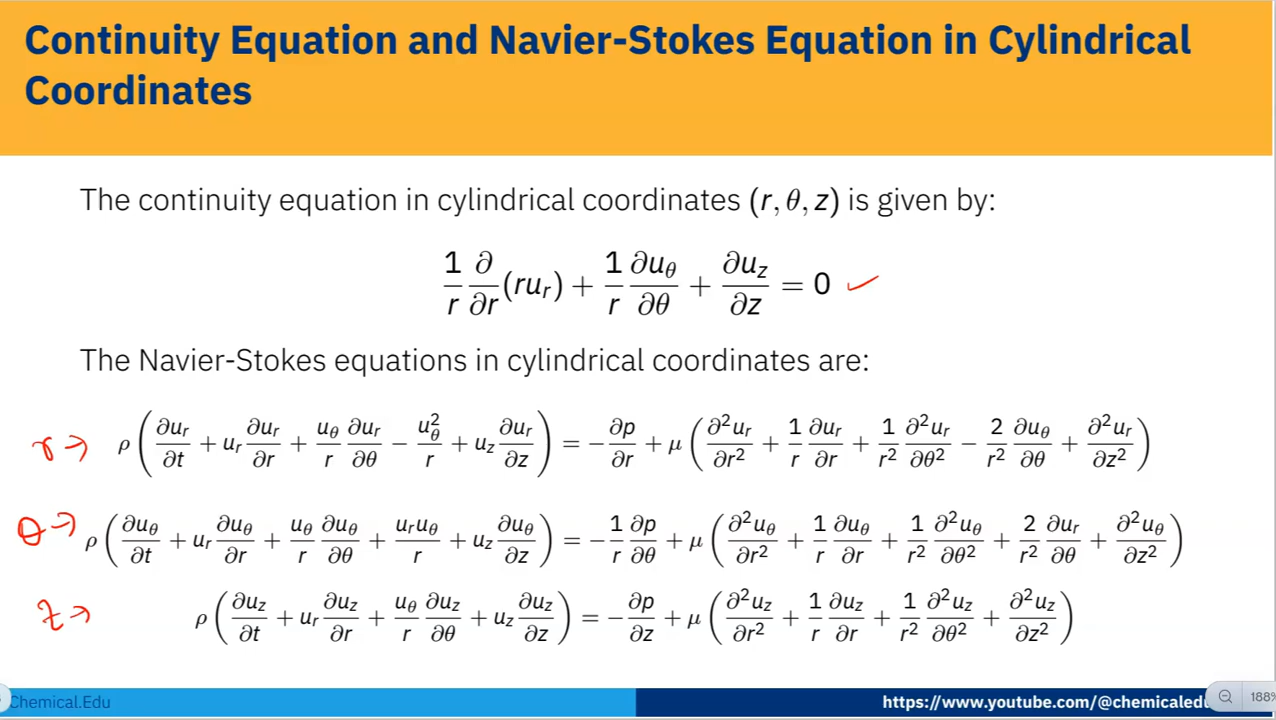 Continuity Equation and Navier-Stokes Equation in Cylindrical
Coordinates
The continuity equation in cylindrical coordinates (r, θ, z) is given by:
1/r ∂/∂r (ru_r) + 1/r ∂u_θ/∂θ + ∂u_z/∂z = 0 ✓
The Navier-Stokes equations in cylindrical coordinates are:
r → ρ(∂u_r/∂t + u_r ∂u_r/∂r + u_θ/r ∂u_r/∂θ − u_θ²/r + u_z ∂u_r/∂z) = −∂p/∂r + μ(∂²u_r/∂r² + 1/r ∂u_r/∂r + 1/r² ∂²u_r/∂θ² − 2/r² ∂u_θ/∂θ + ∂²u_r/∂z²)
θ → ρ(∂u_θ/∂t + u_r ∂u_θ/∂r + u_θ/r ∂u_θ/∂θ + u_r u_θ/r + u_z ∂u_θ/∂z) = −1/r ∂p/∂θ + μ(∂²u_θ/∂r² + 1/r ∂u_θ/∂r + 1/r² ∂²u_θ/∂θ² + 2/r² ∂u_r/∂θ + ∂²u_θ/∂z²)
z → ρ(∂u_z/∂t + u_r ∂u_z/∂r + u_θ/r ∂u_z/∂θ + u_z ∂u_z/∂z) = −∂p/∂z + μ(∂²u_z/∂r² + 1/r ∂u_z/∂r + 1/r² ∂²u_z/∂θ² + ∂²u_z/∂z²)
Chemical.Edu https://www.youtube.com/@chemicaledu 188%